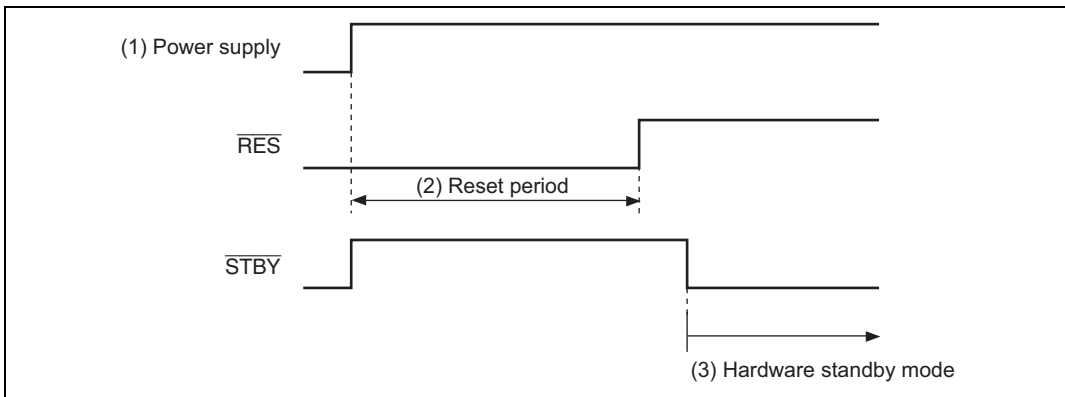 (1) Power supply
RES
(2) Reset period
STBY
(3) Hardware standby mode